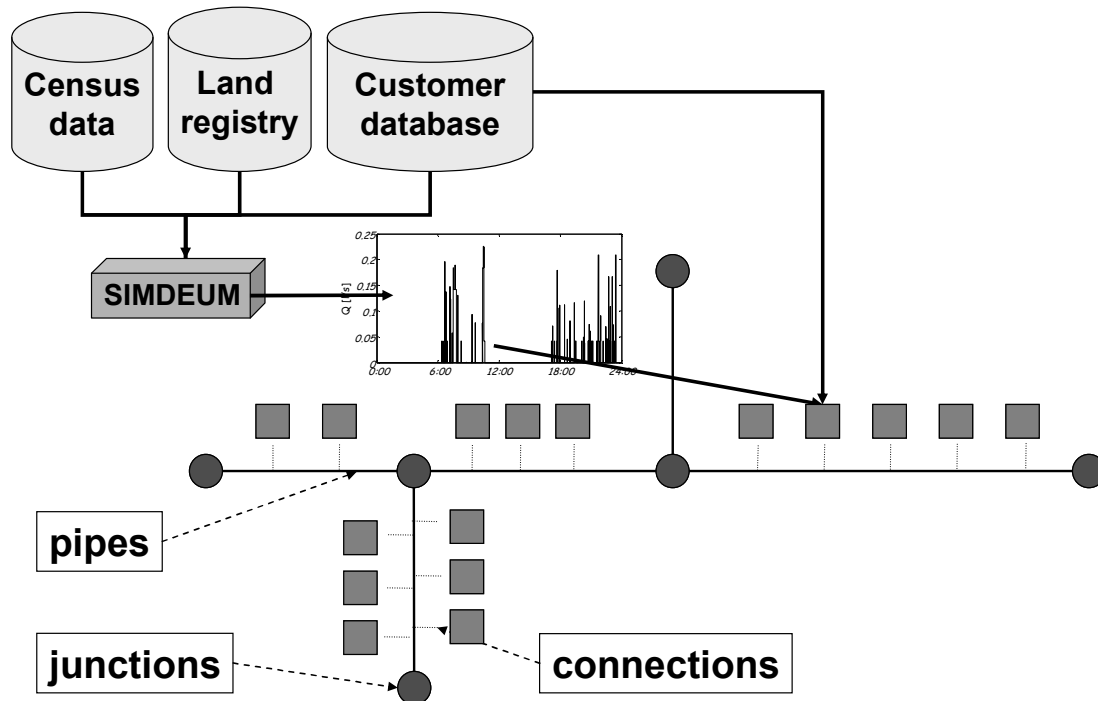 Census
data
Land
registry
Customer
database
SIMDEUM
Q [l/s]
0.25
0.2
0.15
0.1
0.05
0
0:00
6:00
12:00
18:00
24:00
pipes
junctions
connections